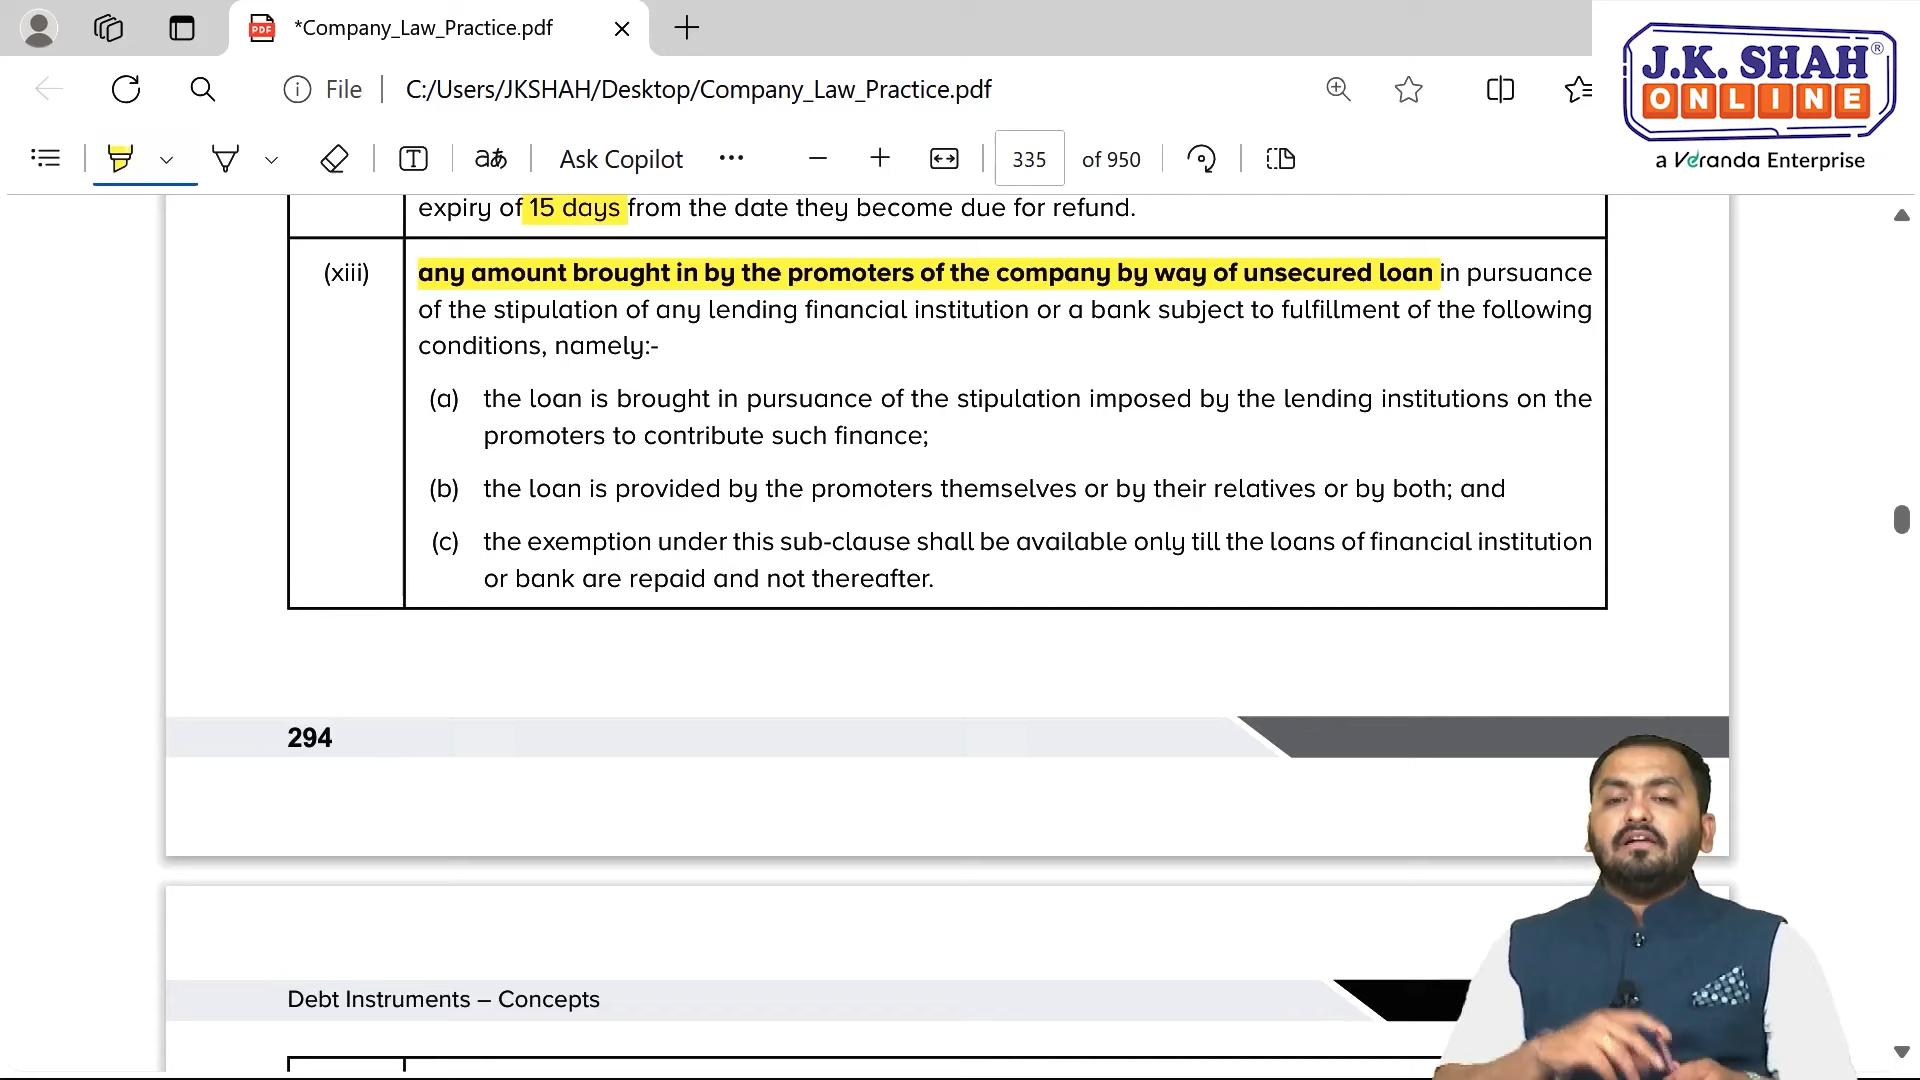 *Company_Law_Practice.pdf
J.K. SHAH®
ONLINE
a Veranda Enterprise
File
C:/Users/JKSHAH/Desktop/Company_Law_Practice.pdf
Ask Copilot
335 of 950
expiry of 15 days from the date they become due for refund.
(xiii) any amount brought in by the promoters of the company by way of unsecured loan in pursuance
of the stipulation of any lending financial institution or a bank subject to fulfillment of the following
conditions, namely:-
(a) the loan is brought in pursuance of the stipulation imposed by the lending institutions on the
promoters to contribute such finance;
(b) the loan is provided by the promoters themselves or by their relatives or by both; and
(c) the exemption under this sub-clause shall be available only till the loans of financial institution
or bank are repaid and not thereafter.
294
Debt Instruments – Concepts